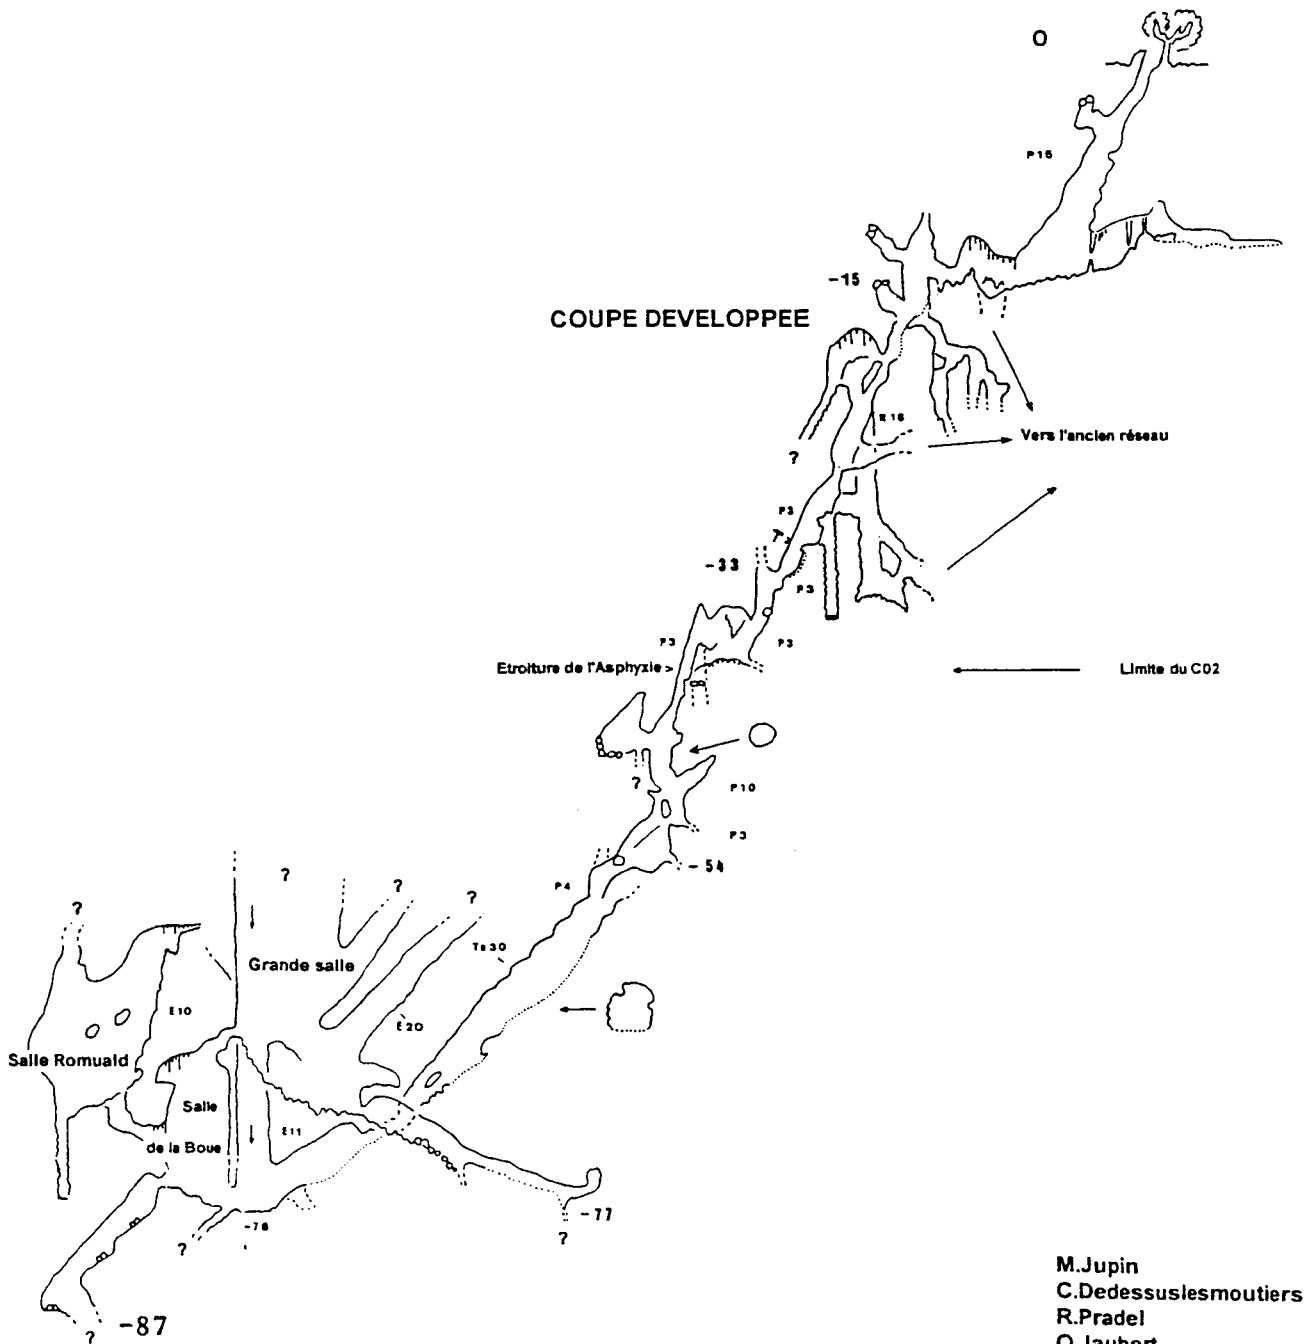 O
P15
-15
COUPE DEVELOPPEE
R16
Vers l'ancien réseau
?
P3
-33
P3
P3
P3
Etroiture de l'Asphyxie >
Limite du C02
?
P10
P3
-54
P4
?
?
?
?
Te30
Grande salle
E10
E20
Salle Romuald
Salle
de la Boue
E11
-76
-77
?
?
-87
?
M.Jupin
C.Dedessuslesmoutiers
R.Pradel